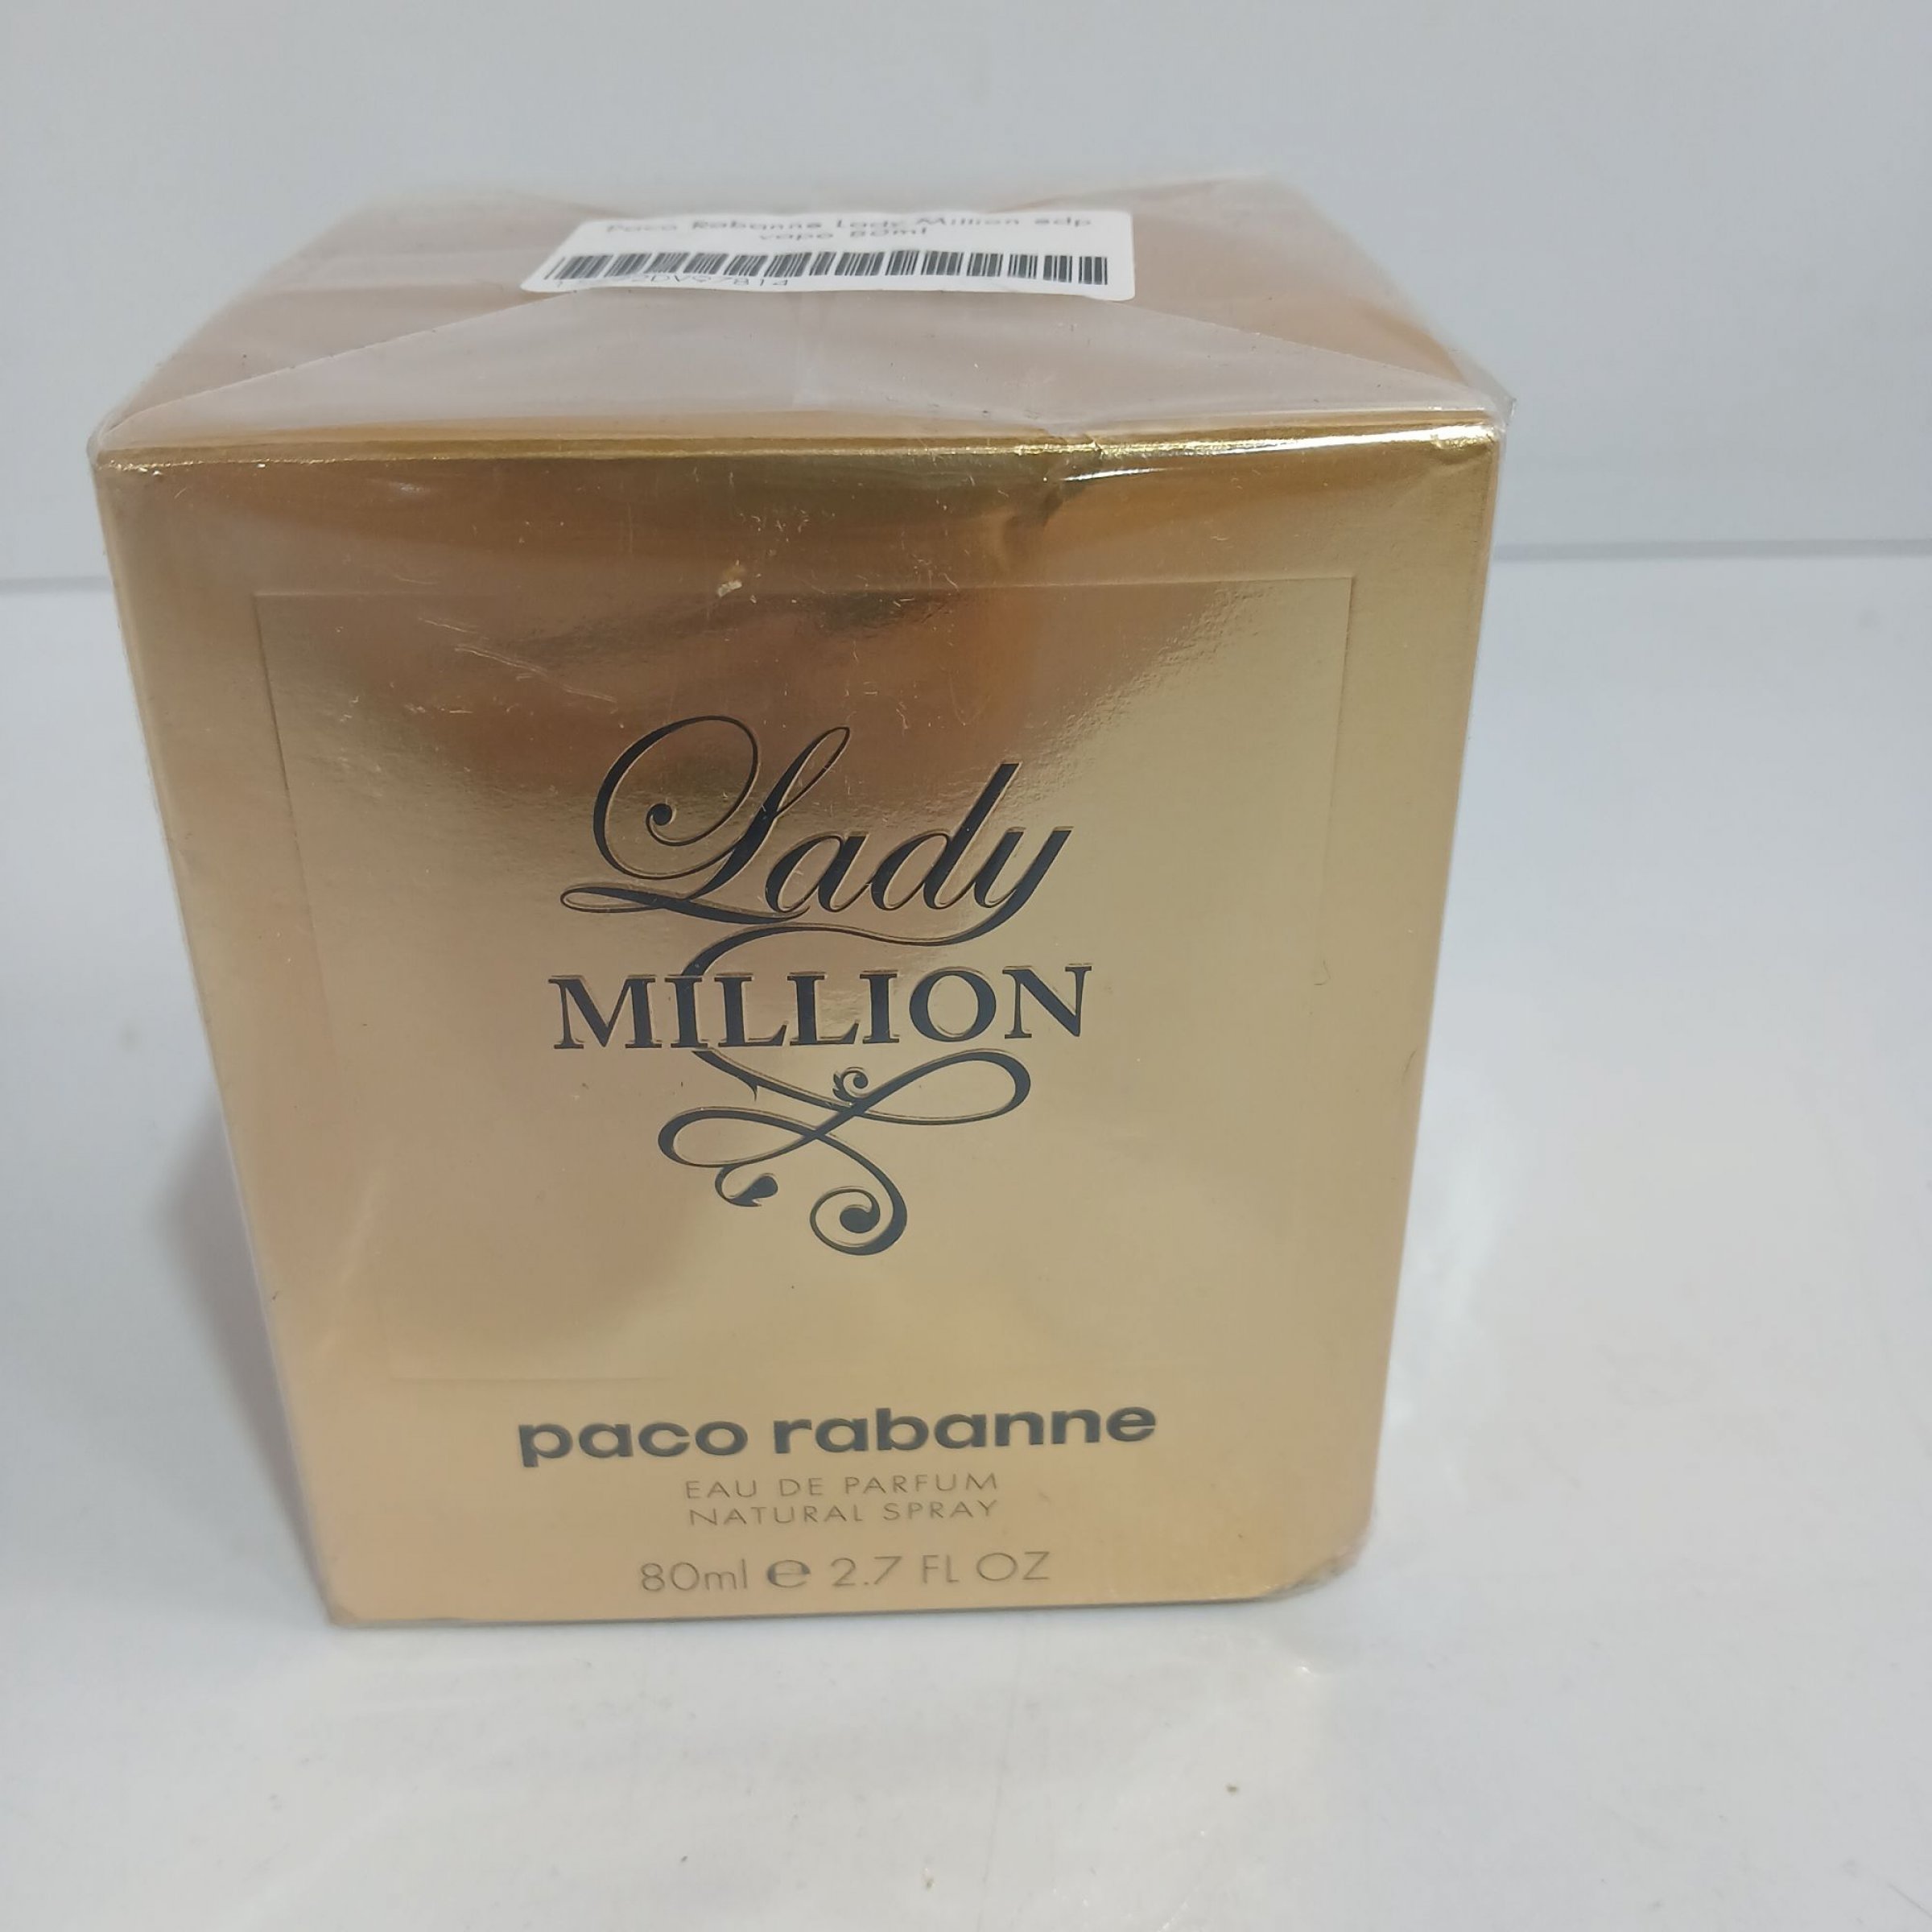 Paco Rabanne Lady Million edp
vapo 80ml
Lady
MILLION
paco rabanne
EAU DE PARFUM
NATURAL SPRAY
80ml e 2.7 FL OZ